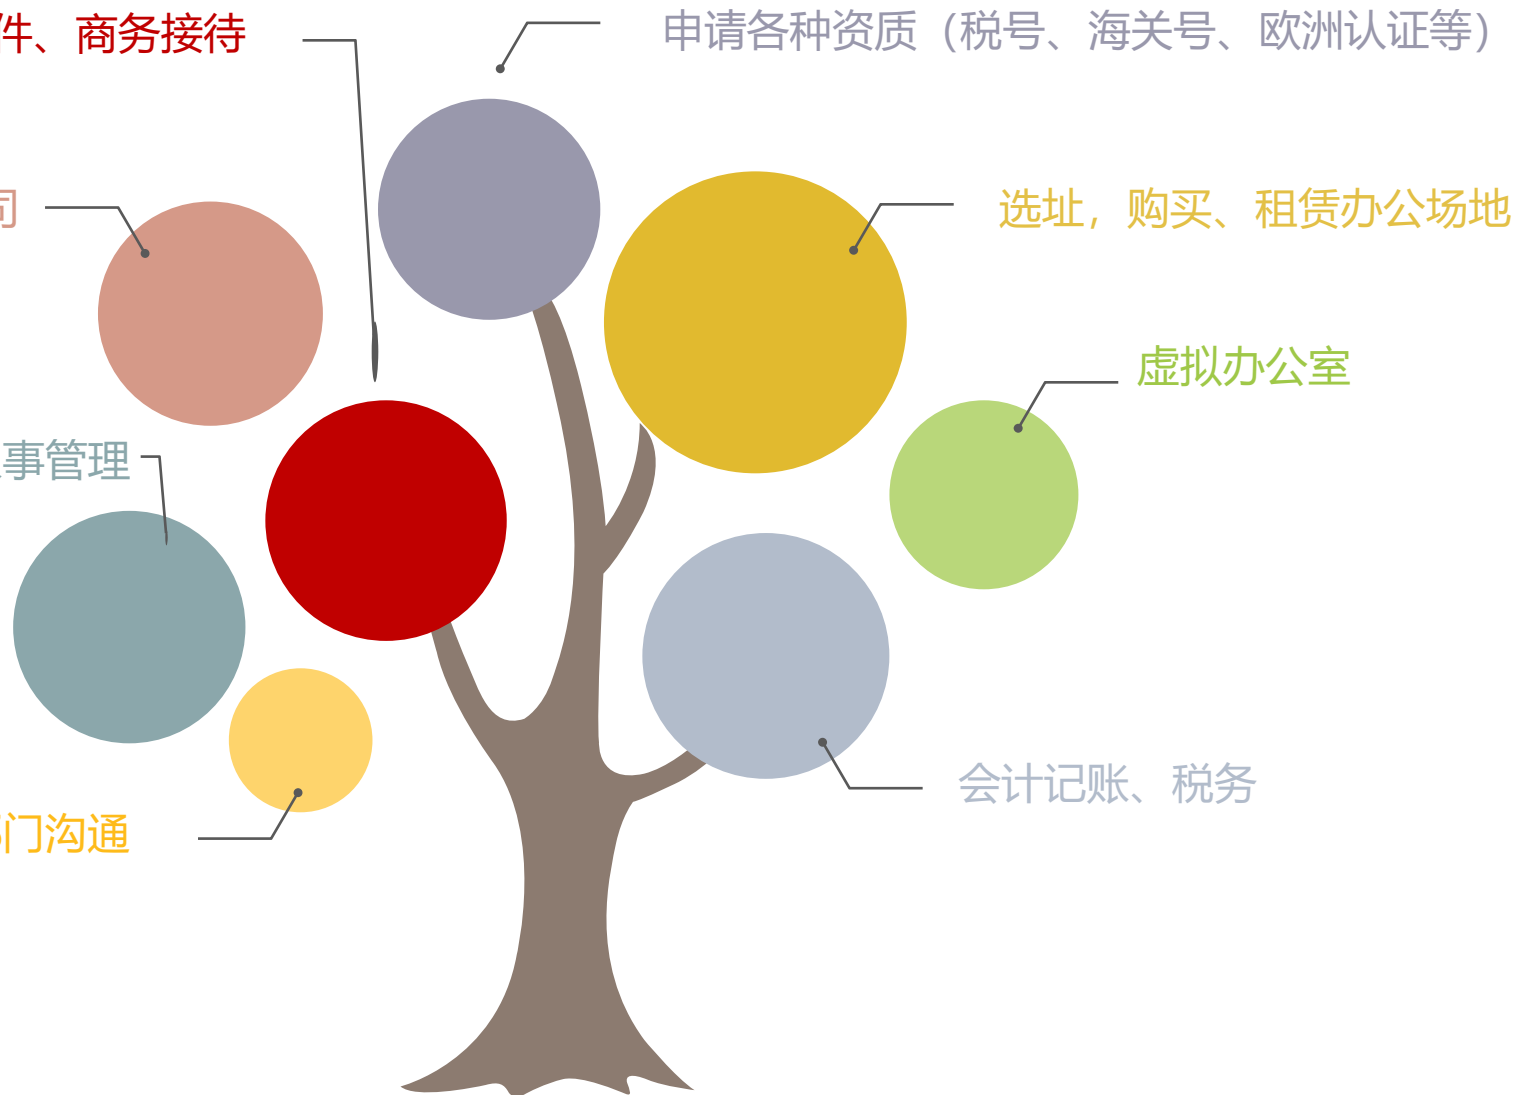 件、商务接待
申请各种资质（税号、海关号、欧洲认证等）
司
选址，购买、租赁办公场地
虚拟办公室
事管理
会计记账、税务
门沟通